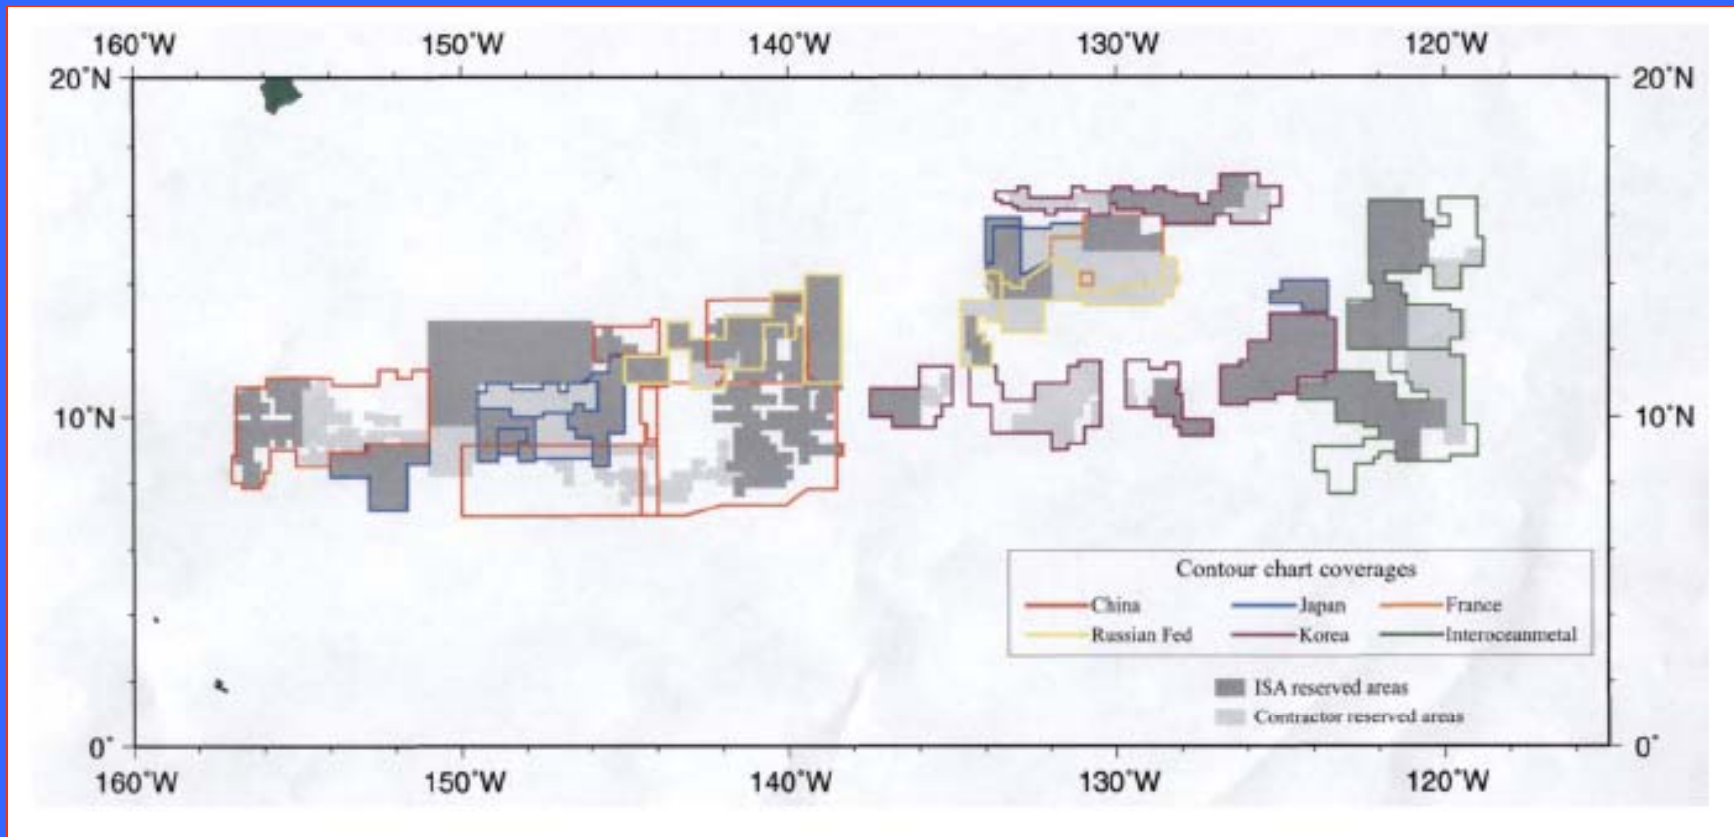 160°W 150°W 140°W 130°W 120°W
20°N 20°N
10°N 10°N
Contour chart coverages
China Japan France
Russian Fed Korea Interoceanmetal
ISA reserved areas
Contractor reserved areas
0° 0°
160°W 150°W 140°W 130°W 120°W